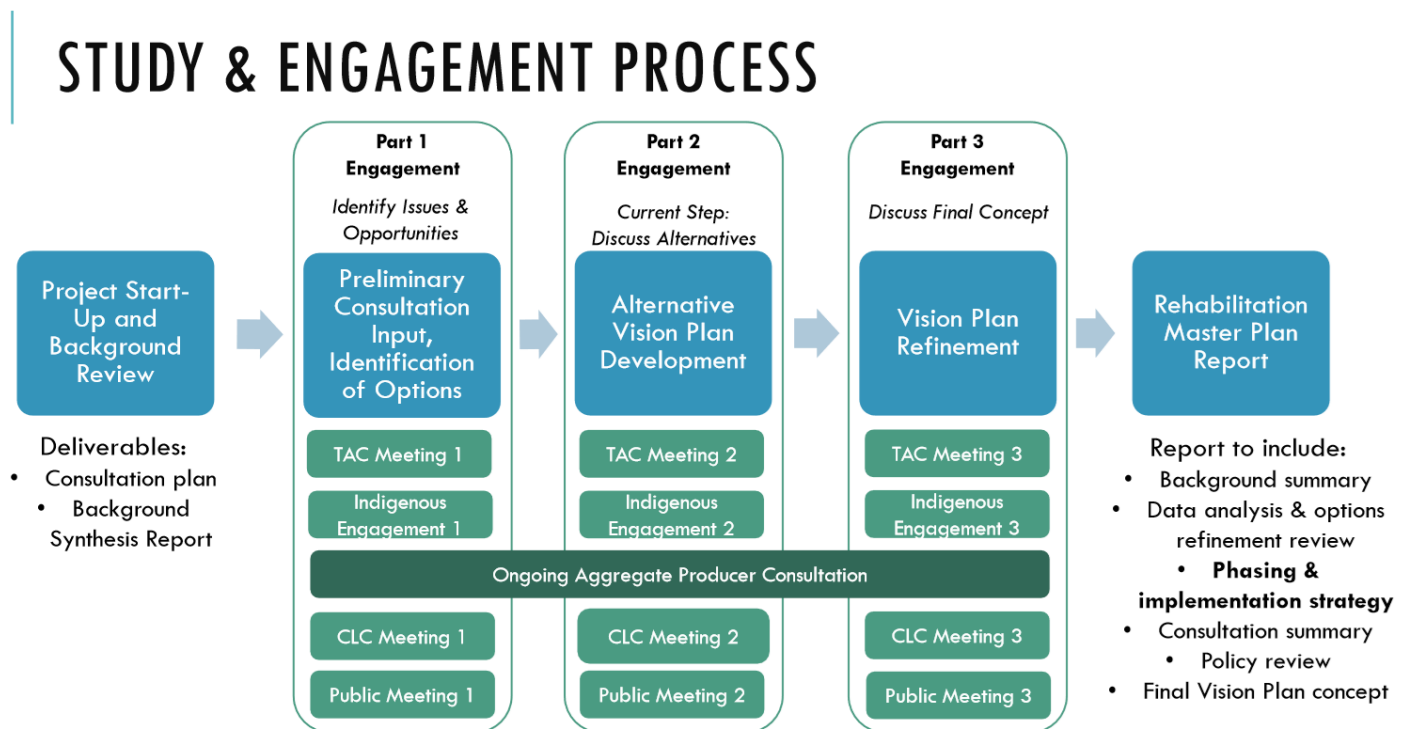 STUDY & ENGAGEMENT PROCESS
Project Start-
Up and
Background
Review
Deliverables:
• Consultation plan
• Background
Synthesis Report
Part 1
Engagement
Identify Issues &
Opportunities
Preliminary
Consultation
Input,
Identification
of Options
TAC Meeting 1
Indigenous
Engagement 1
Part 2
Engagement
Current Step:
Discuss Alternatives
Alternative
Vision Plan
Development
TAC Meeting 2
Indigenous
Engagement 2
Part 3
Engagement
Discuss Final Concept
Vision Plan
Refinement
TAC Meeting 3
Indigenous
Engagement 3
Ongoing Aggregate Producer Consultation
CLC Meeting 1
Public Meeting 1
CLC Meeting 2
Public Meeting 2
CLC Meeting 3
Public Meeting 3
Rehabilitation
Master Plan
Report
Report to include:
• Background summary
• Data analysis & options
refinement review
• Phasing &
implementation strategy
• Consultation summary
• Policy review
• Final Vision Plan concept